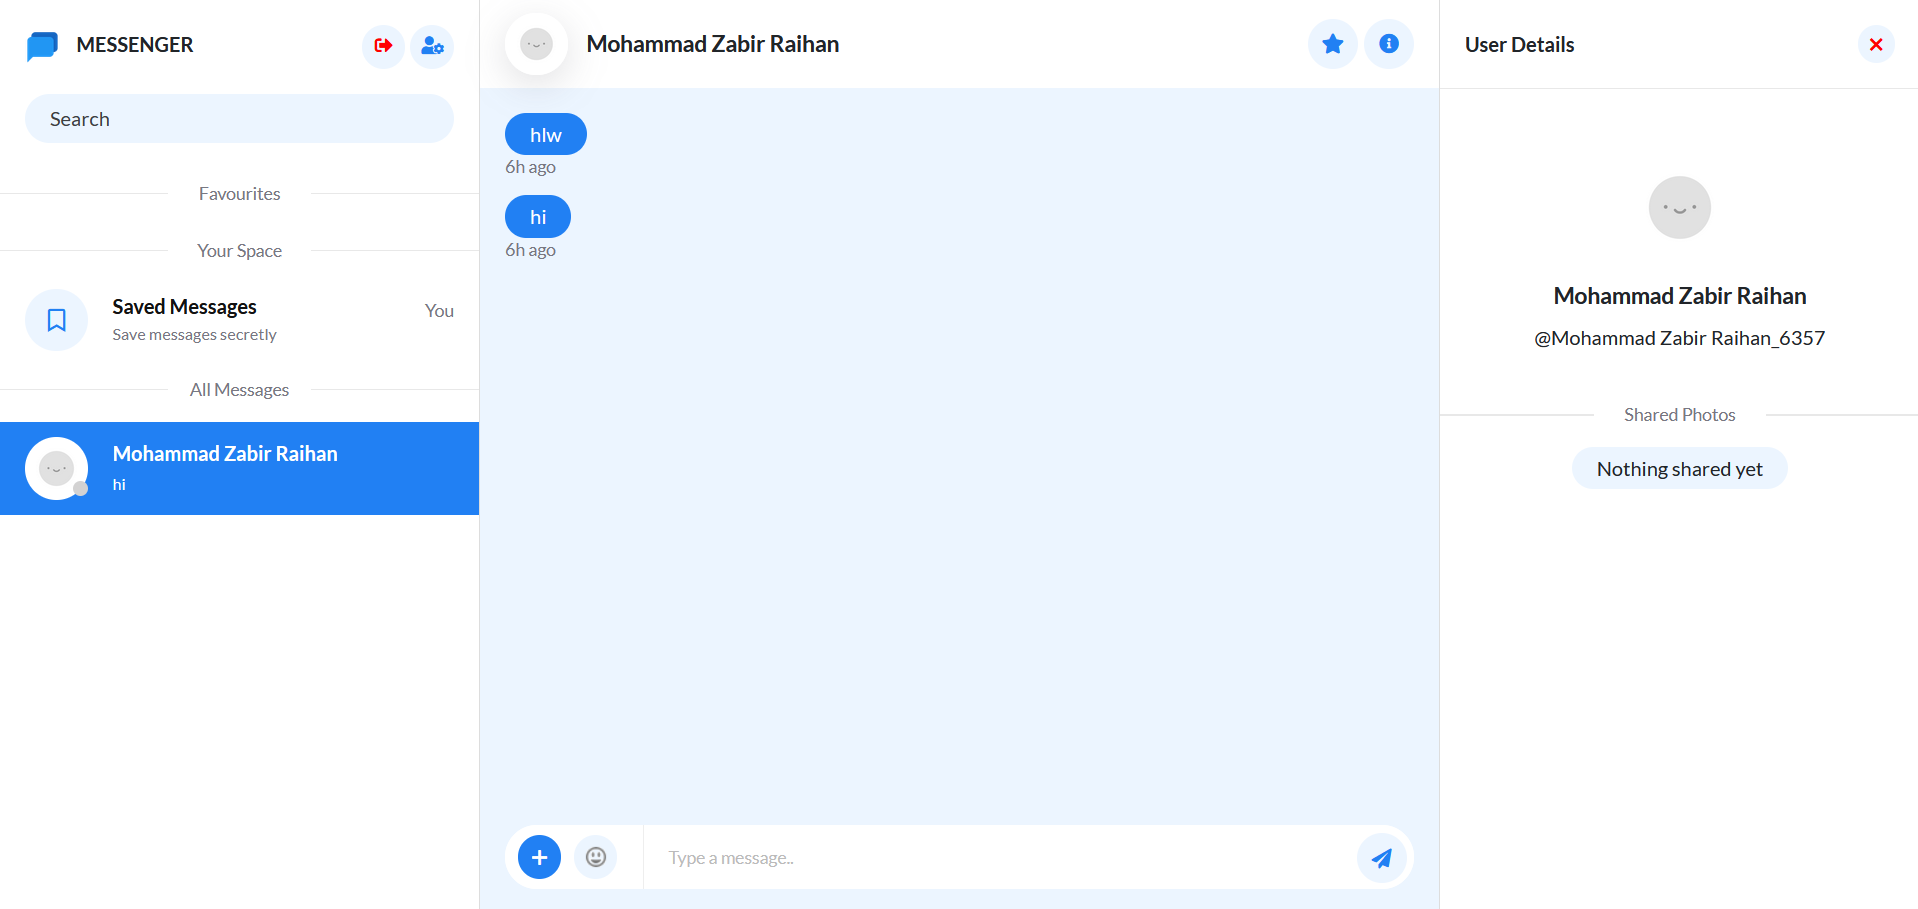 MESSENGER
Search
Favourites
Your Space
Saved Messages
You
Save messages secretly
All Messages
Mohammad Zabir Raihan
hi
Mohammad Zabir Raihan
hlw
6h ago
hi
6h ago
Type a message..
User Details
Mohammad Zabir Raihan
@Mohammad Zabir Raihan_6357
Shared Photos
Nothing shared yet